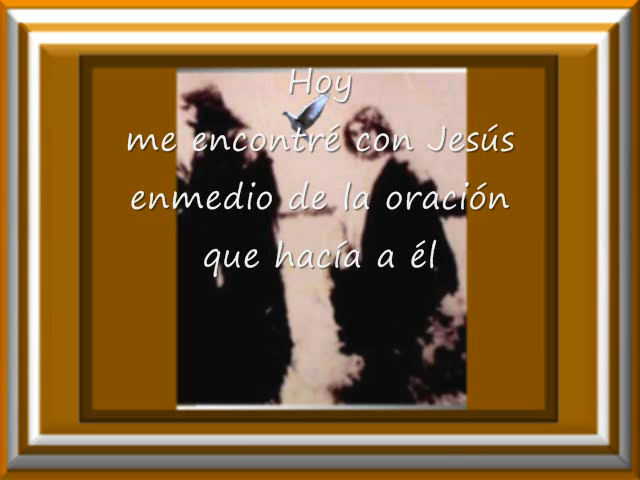 Hoy
me encontré con Jesús
enmedio de la oración
que hacía a él